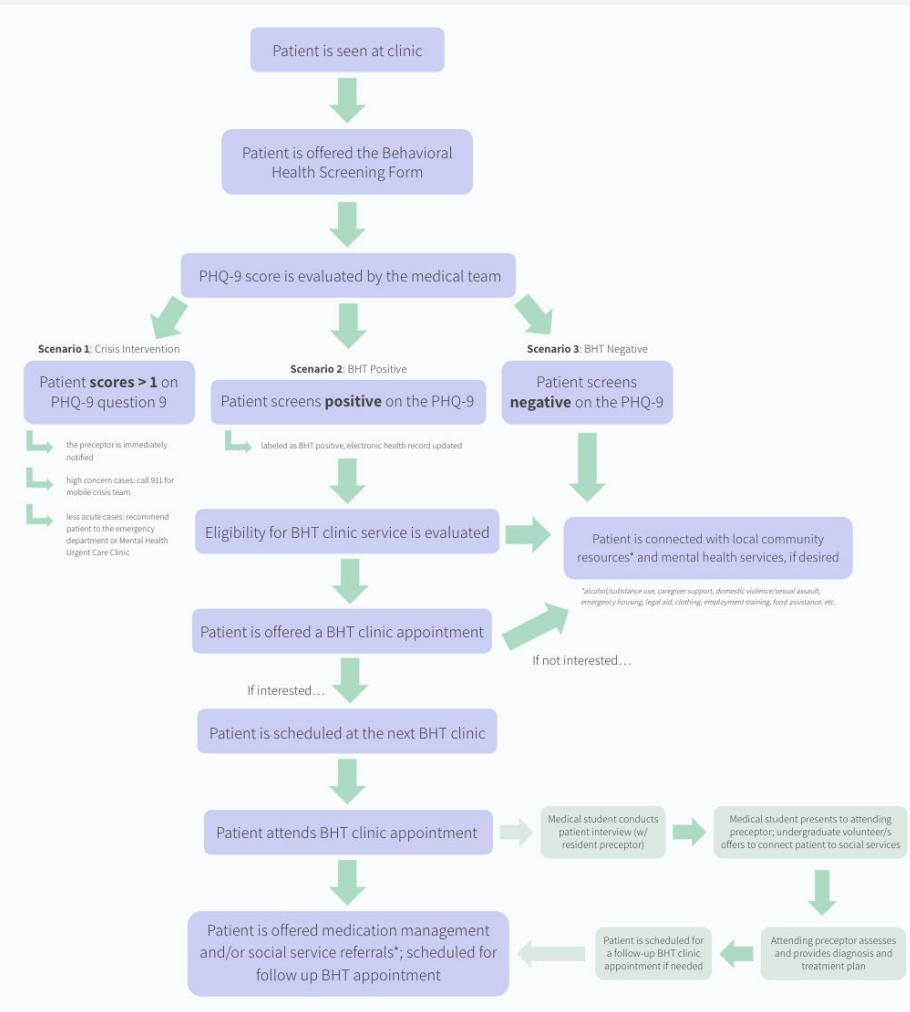 Patient is seen at clinic
Patient is offered the Behavioral
Health Screening Form
PHQ-9 score is evaluated by the medical team
Scenario 1: Crisis Intervention
Patient scores > 1 on
PHQ-9 question 9
the preceptor is immediately
notified
high concern cases: call 911 for
mobile crisis team
less acute cases: recommend
patient to the emergency
department or Mental Health
Urgent Care Clinic
Scenario 2: BHT Positive
Patient screens positive on the PHQ-9
labeled as BHT positive, electronic health record updated
Scenario 3: BHT Negative
Patient screens
negative on the PHQ-9
Eligibility for BHT clinic service is evaluated
Patient is connected with local community
resources* and mental health services, if desired
*alcohol/substance use, caregiver support, domestic violence/sexual assault,
emergency housing, legal aid, clothing, employment training, food assistance, etc.
Patient is offered a BHT clinic appointment
If not interested...
If interested...
Patient is scheduled at the next BHT clinic
Patient attends BHT clinic appointment
Medical student conducts
patient interview (w/
resident preceptor)
Medical student presents to attending
preceptor; undergraduate volunteer/s
offers to connect patient to social services
Attending preceptor assesses
and provides diagnosis and
treatment plan
Patient is scheduled for
a follow-up BHT clinic
appointment if needed
Patient is offered medication management
and/or social service referrals*; scheduled for
follow up BHT appointment